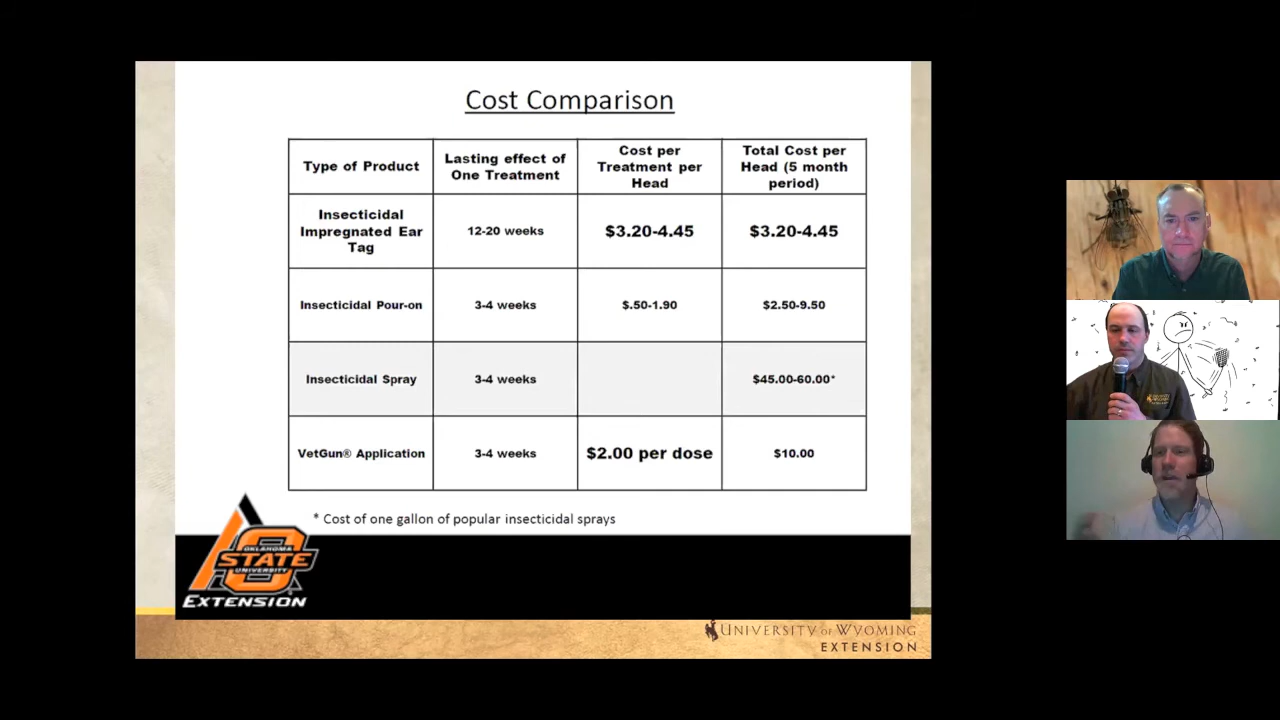 Cost Comparison
Type of Product
Lasting effect of
One Treatment
Cost per
Treatment per
Head
Total Cost per
Head (5 month
period)
Insecticidal
Impregnated Ear
Tag
12-20 weeks
$3.20-4.45
$3.20-4.45
Insecticidal Pour-on
3-4 weeks
$.50-1.90
$2.50-9.50
Insecticidal Spray
3-4 weeks
$45.00-60.00*
VetGun® Application
3-4 weeks
$2.00 per dose
$10.00
* Cost of one gallon of popular insecticidal sprays
OKLAHOMA
STATE
UNIVERSITY
EXTENSION
UNIVERSITY OF WYOMING
EXTENSION